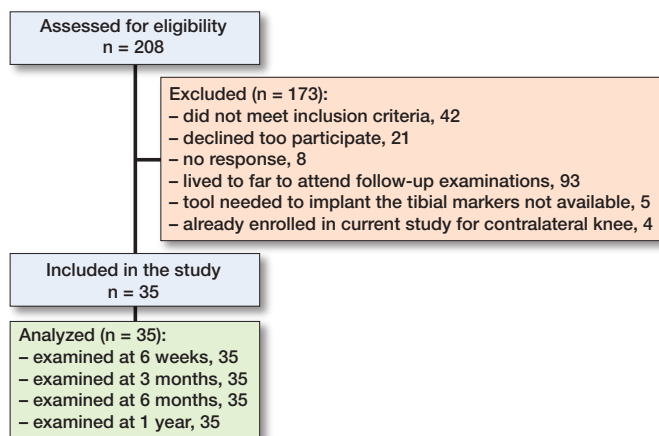 Assessed for eligibility
n = 208
Excluded (n = 173):
– did not meet inclusion criteria, 42
– declined too participate, 21
– no response, 8
– lived to far to attend follow-up examinations, 93
– tool needed to implant the tibial markers not available, 5
– already enrolled in current study for contralateral knee, 4
Included in the study
n = 35
Analyzed (n = 35):
– examined at 6 weeks, 35
– examined at 3 months, 35
– examined at 6 months, 35
– examined at 1 year, 35